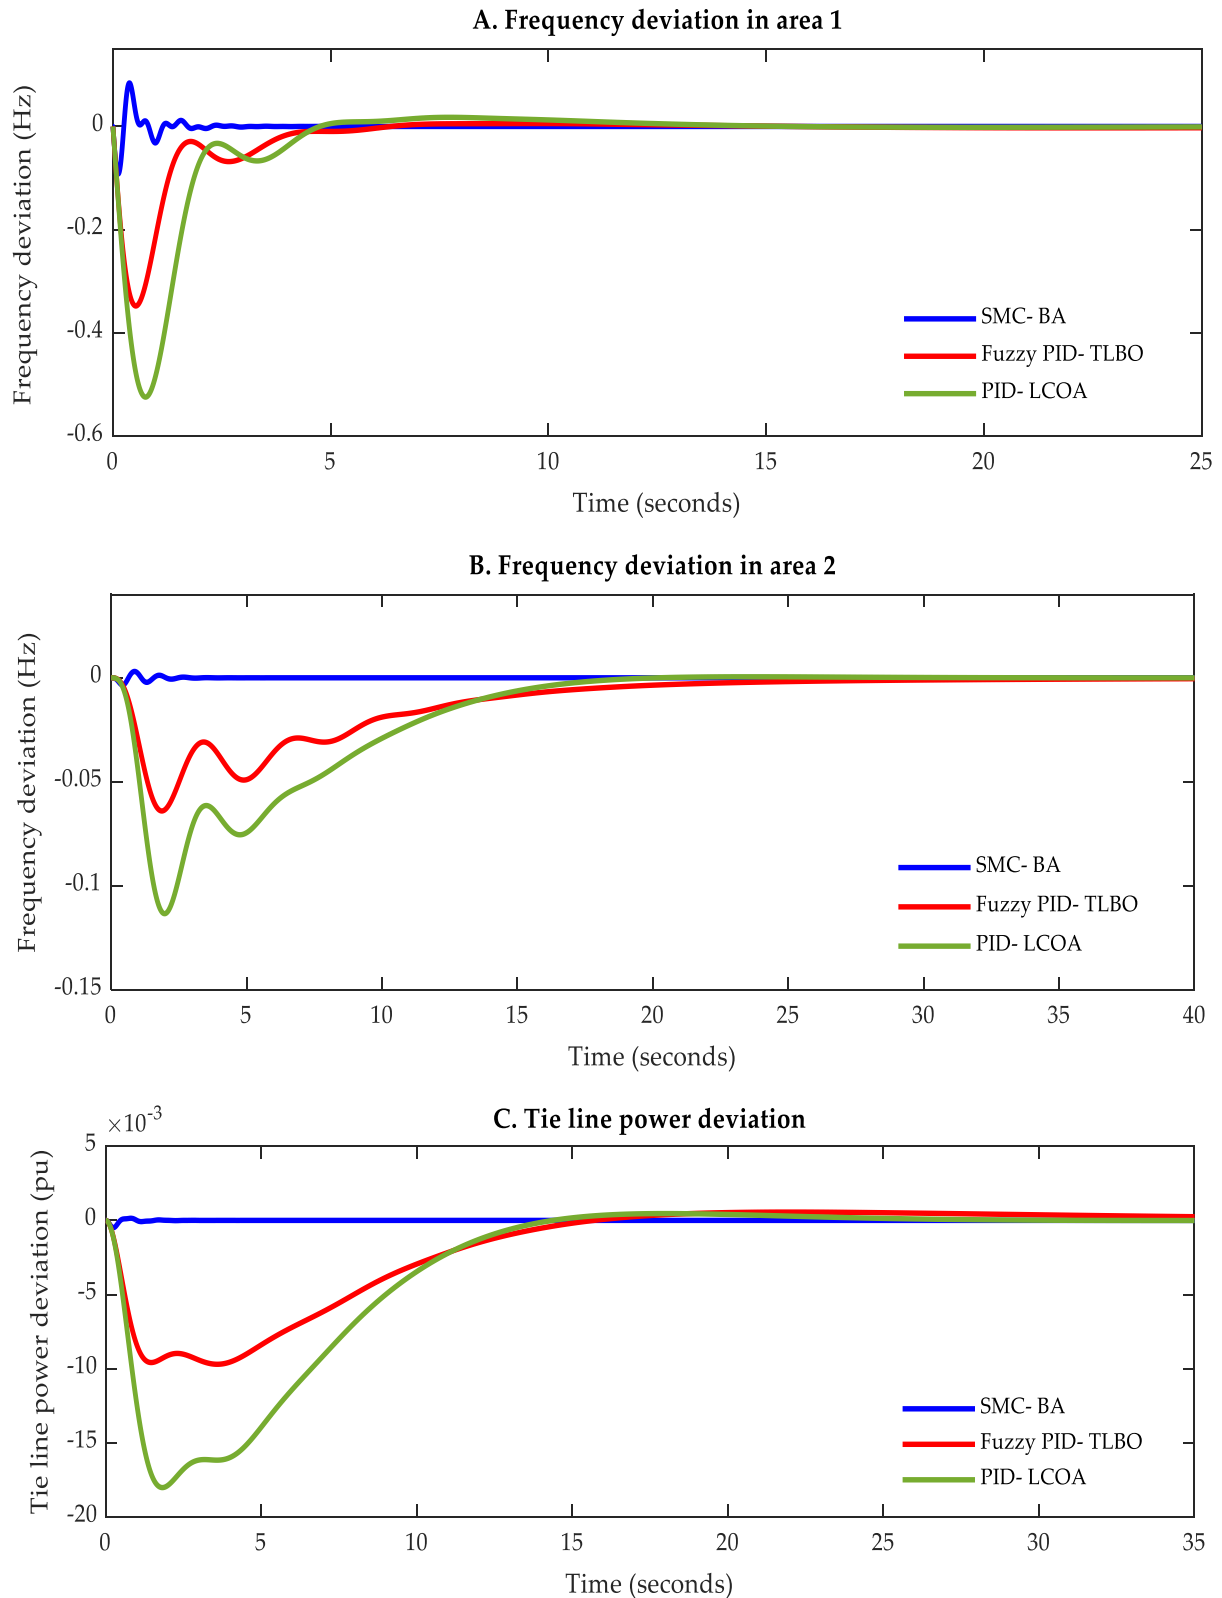 A. Frequency deviation in area 1
Frequency deviation (Hz)
0
-0.2
-0.4
-0.6
SMC- BA
Fuzzy PID- TLBO
PID- LCOA
0 5 10 15 20 25
Time (seconds)
B. Frequency deviation in area 2
Frequency deviation (Hz)
0
-0.05
-0.1
-0.15
SMC- BA
Fuzzy PID- TLBO
PID- LCOA
0 5 10 15 20 25 30 35 40
Time (seconds)
C. Tie line power deviation
×10⁻³
Tie line power deviation (pu)
5
0
-5
-10
-15
-20
SMC- BA
Fuzzy PID- TLBO
PID- LCOA
0 5 10 15 20 25 30 35
Time (seconds)